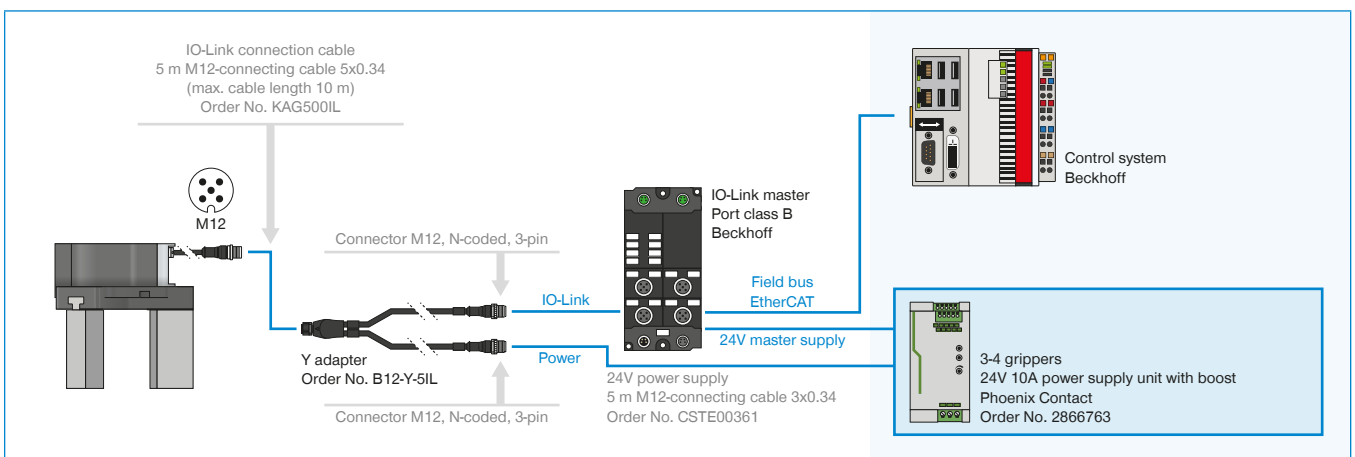 IO-Link connection cable
5 m M12-connecting cable 5x0.34
(max. cable length 10 m)
Order No. KAG500IL
M12
Connector M12, N-coded, 3-pin
Y adapter
Order No. B12-Y-5IL
Connector M12, N-coded, 3-pin
IO-Link
Power
IO-Link master
Port class B
Beckhoff
Field bus
EtherCAT
24V master supply
24V power supply
5 m M12-connecting cable 3x0.34
Order No. CSTE00361
Control system
Beckhoff
3-4 grippers
24V 10A power supply unit with boost
Phoenix Contact
Order No. 2866763